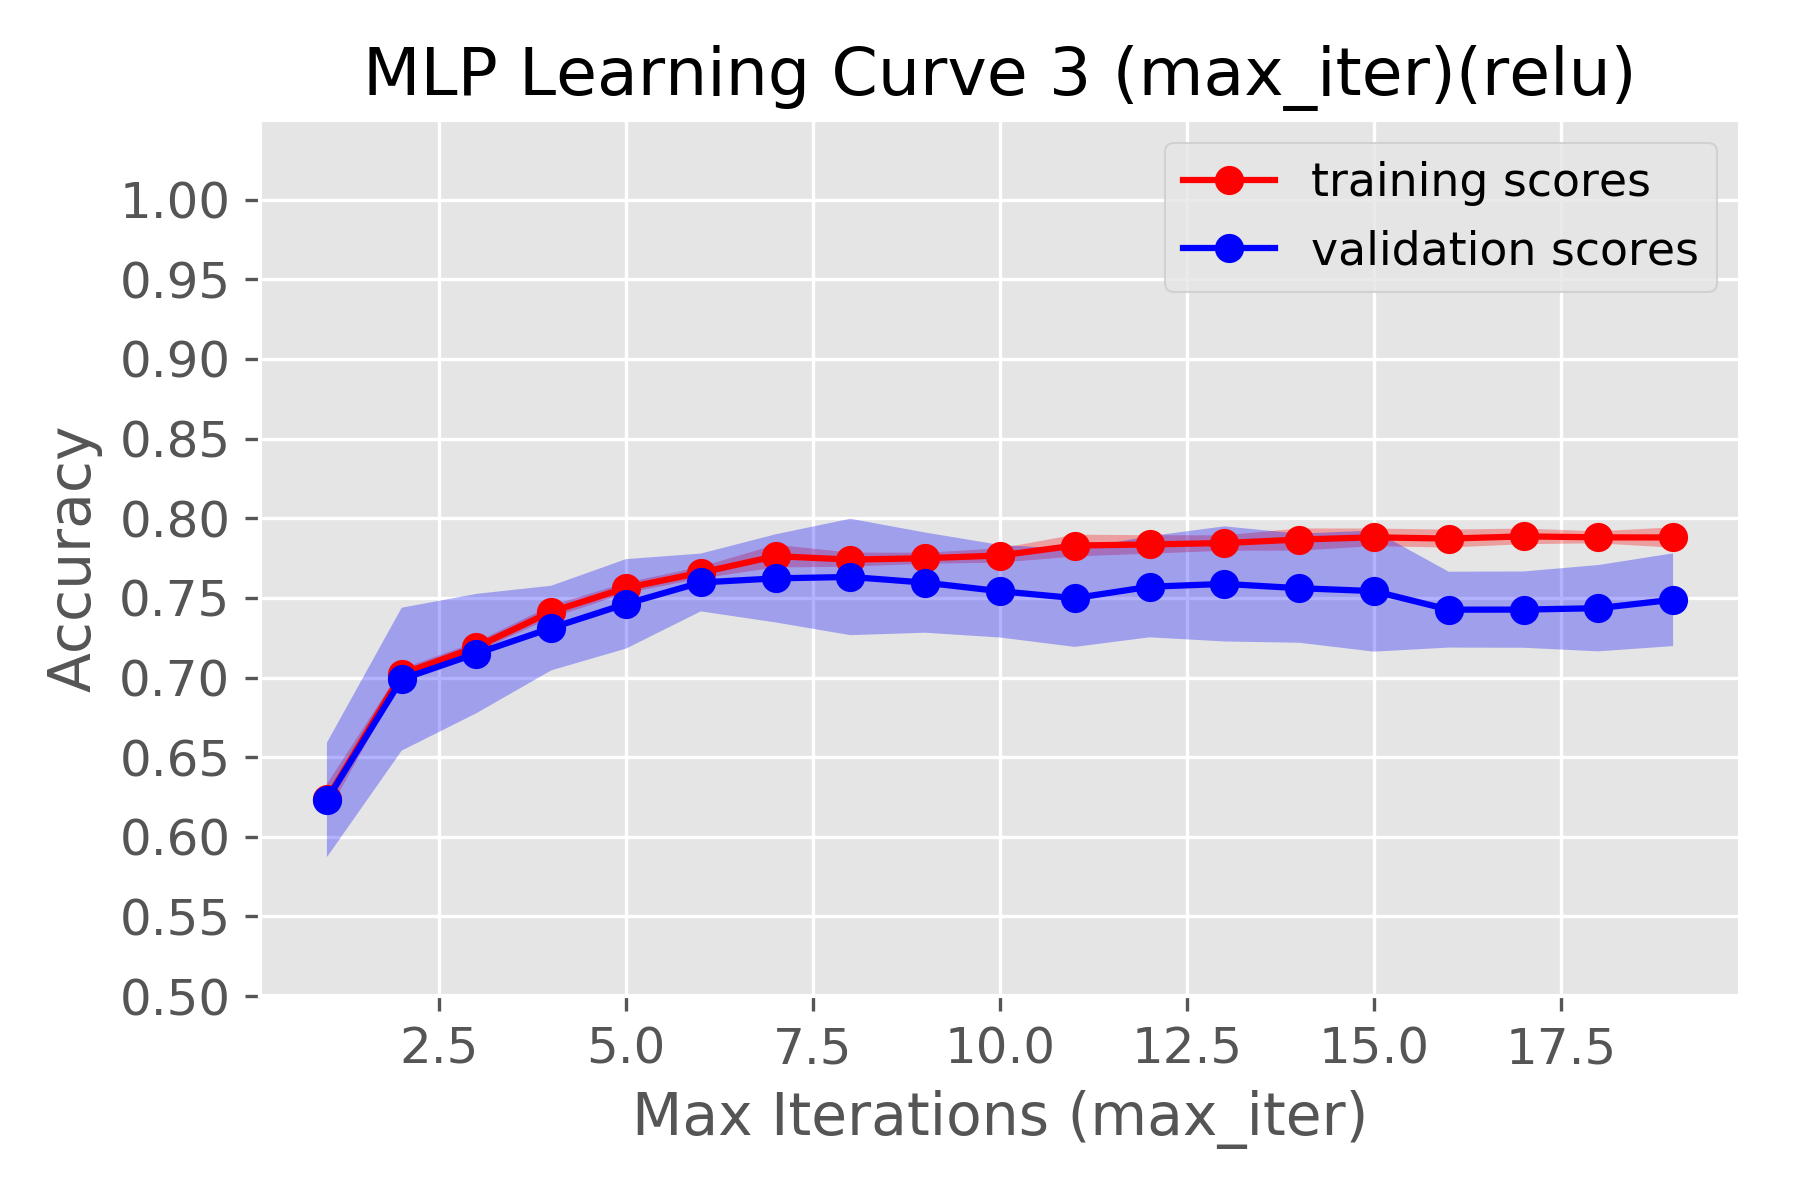 MLP Learning Curve 3 (max_iter)(relu)
training scores
validation scores
1.00
0.95
0.90
0.85
0.80
0.75
0.70
0.65
0.60
0.55
0.50
Accuracy
2.5 5.0 7.5 10.0 12.5 15.0 17.5
Max Iterations (max_iter)